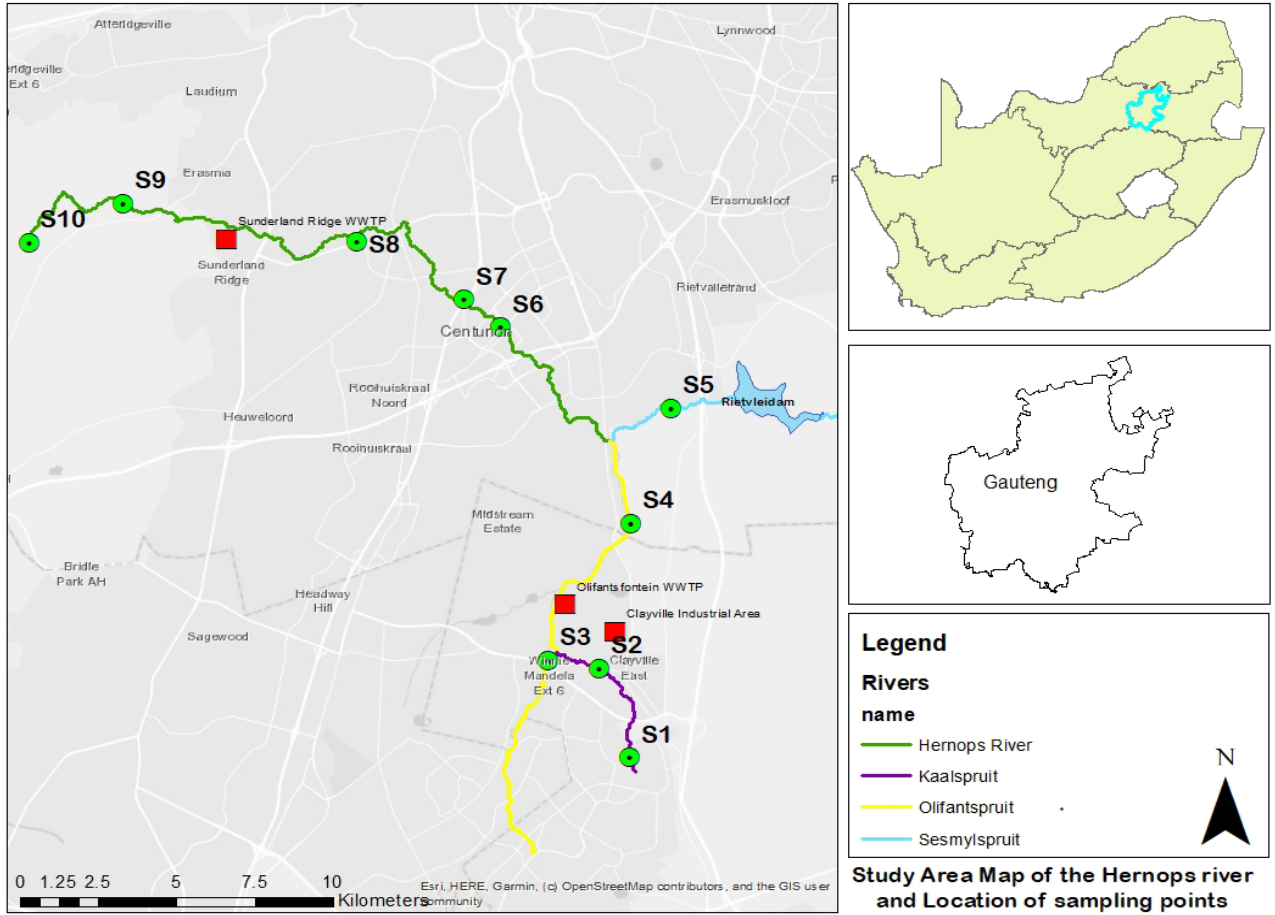 Atteridgeville
Lynnwood
eridgeville
Ext 6
Laudium
Erasmia
S9
S10
Sunderland Ridge WWTP
Erasmuskloof
S8
Sunderland
Ridge
S7
Rietvalleirand
S6
Centurion
S5
Rooihuiskraal
Noord
Rietvleidam
Heuweloord
Rooihuiskraal
S4
Midstream
Estate
Bridle
Park AH
Olifantsfontein WWTP
Headway
Hill
Clayville Industrial Area
Sagewood
S3
S2
Winnie
Mandela
Ext 6
Clayville
East
S1
0 1.25 2.5 5 7.5 10
Kilometers
Esri, HERE, Garmin, (c) OpenStreetMap contributors, and the GIS user
community
Gauteng
Legend
Rivers
name
Hernops River
Kaalspruit
Olifantspruit
Sesmylspruit
N
Study Area Map of the Hernops river
and Location of sampling points